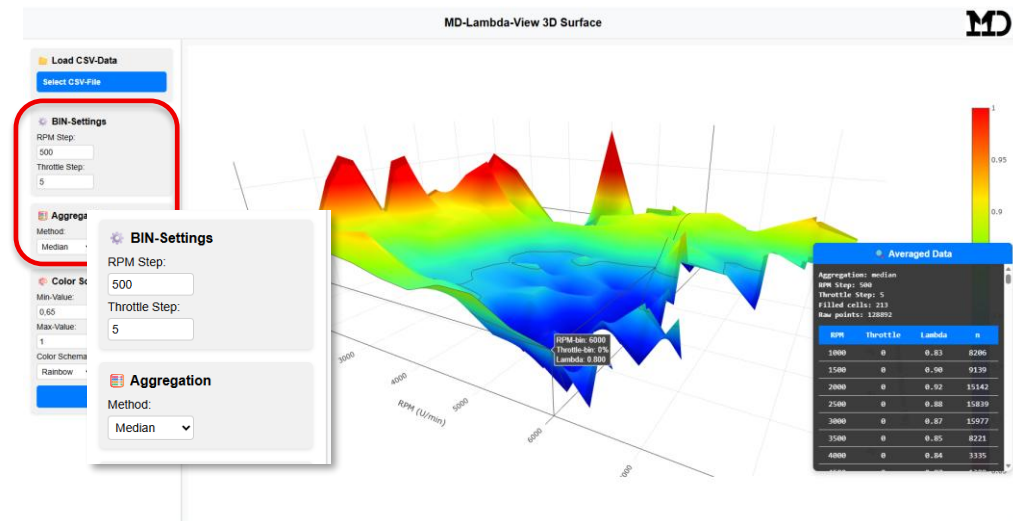 MD-Lambda-View 3D Surface
MD
Load CSV-Data
Select CSV-File
BIN-Settings
RPM Step:
500
Throttle Step:
5
Aggrega
Method:
Median
Color Sc
Min-Value:
0,65
Max-Value:
1
Color Schema
Rainbow
BIN-Settings
RPM Step:
500
Throttle Step:
5
Aggregation
Method:
Median
3000
4000
5000
6000
RPM (U/min)
RPM-bin: 6000
Throttle-bin: 0%
Lambda: 0.800
1
0.95
0.9
Averaged Data
Aggregation: median
RPM Step: 500
Throttle Step: 5
Filled cells: 213
Raw points: 128892
RPM Throttle Lambda n
1000 0 0.83 8206
1500 0 0.90 9139
2000 0 0.92 15142
2500 0 0.88 15839
3000 0 0.87 15977
3500 0 0.85 8221
4000 0 0.84 3335